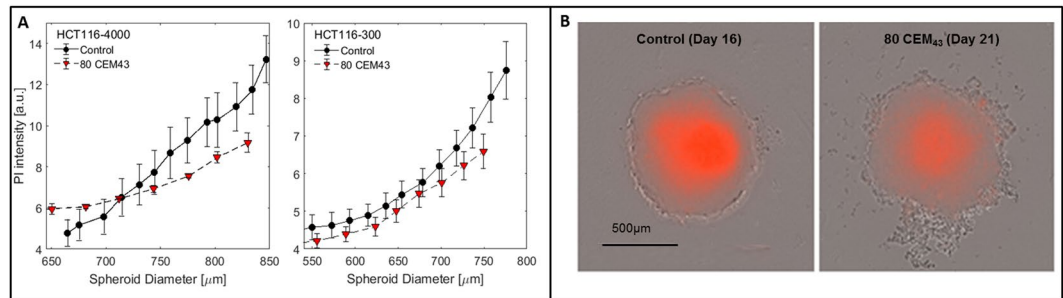 A
HCT116-4000
Control
80 CEM43
PI Intensity [a.u.]
14
12
10
8
6
4
650
700
750
800
850
Spheroid Diameter [μm]
HCT116-300
Control
80 CEM43
9
8
7
6
5
4
550
600
650
700
750
800
Spheroid Diameter [μm]
B
Control (Day 16)
500μm
80 CEM₄₃ (Day 21)